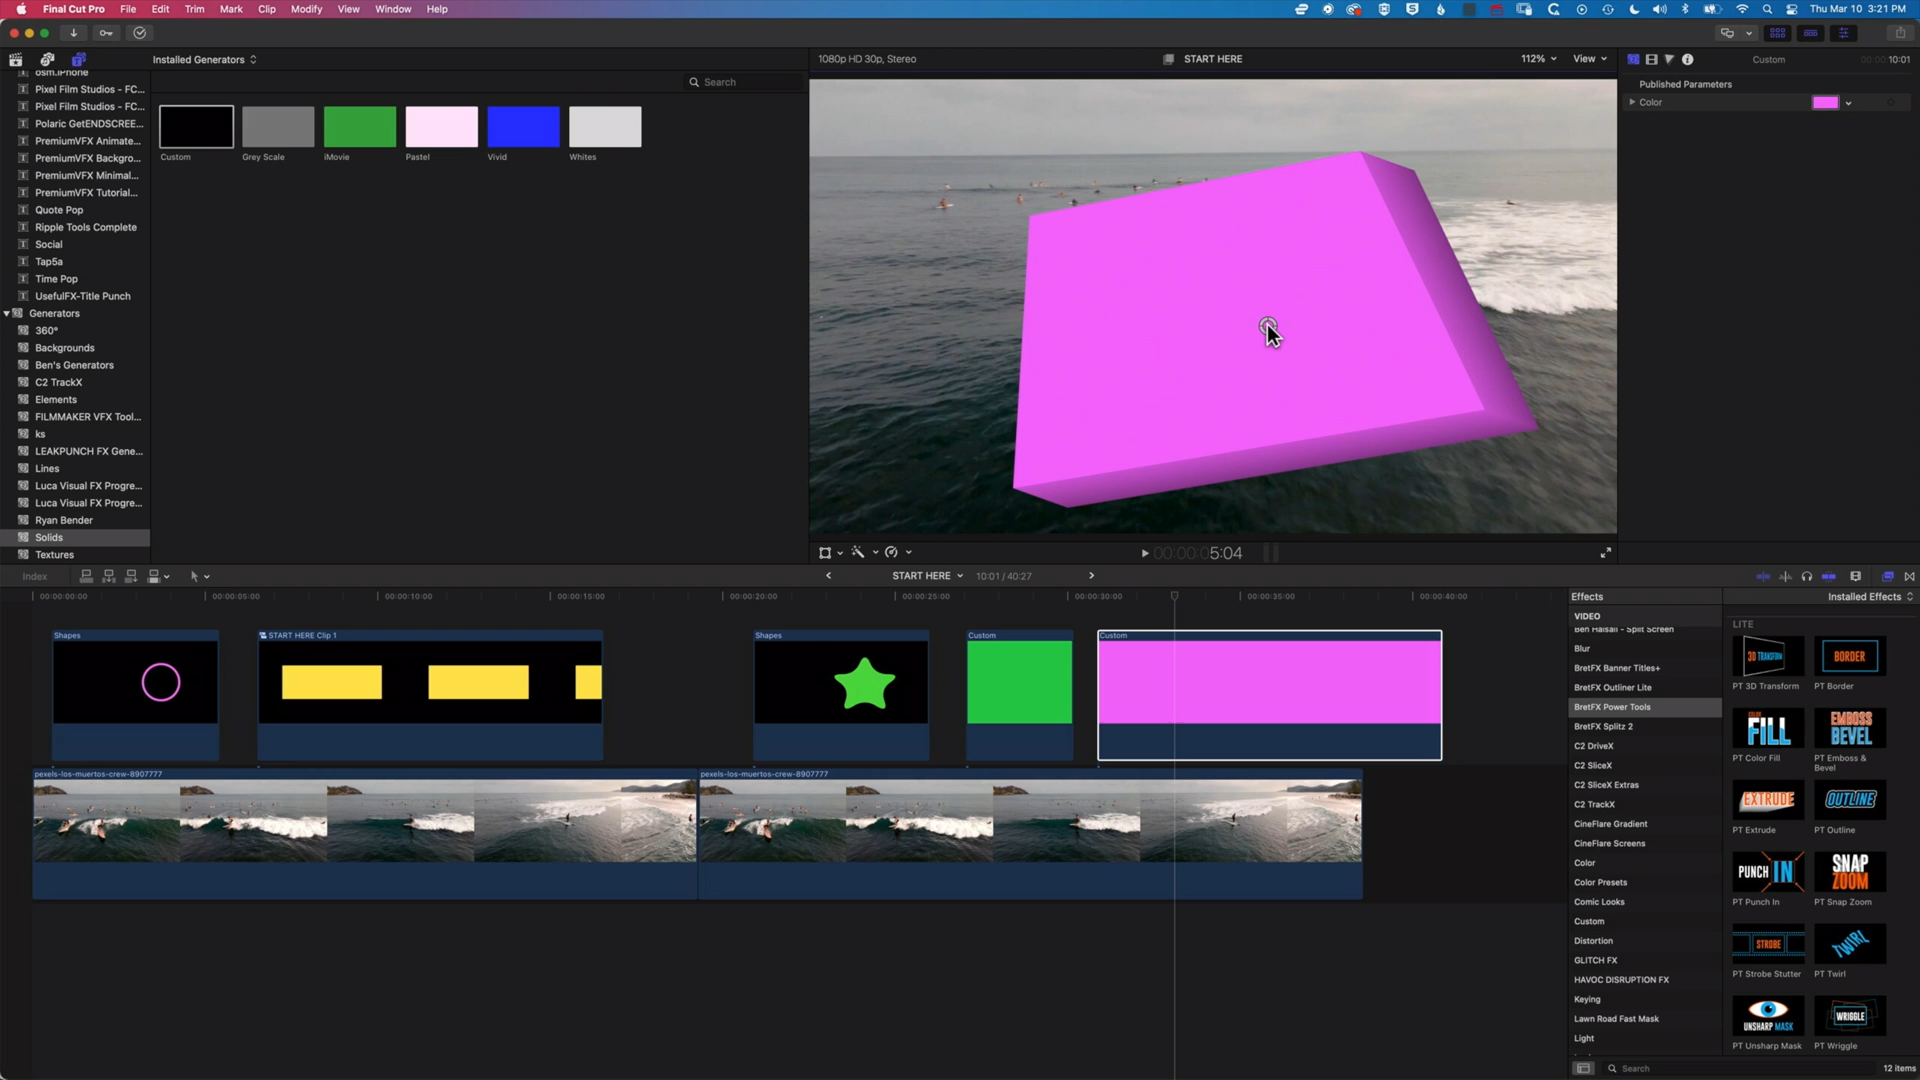 Final Cut Pro File Edit Trim Mark Clip Modify View Window Help
Thu Mar 10 3:21 PM
Installed Generators
1080p HD 30p, Stereo
START HERE
112%
View
Custom
10:01
osm.iPhone
Pixel Film Studios - FC...
Pixel Film Studios - FC...
Polaric GetENDSCREE...
PremiumVFX Animate...
PremiumVFX Backgro...
PremiumVFX Minimal...
PremiumVFX Tutorial...
Quote Pop
Ripple Tools Complete
Social
Tap5a
Time Pop
UsefulFX-Title Punch
Generators
360°
Backgrounds
Ben's Generators
C2 TrackX
Elements
FILMMAKER VFX Tool...
ks
LEAKPUNCH FX Gene...
Lines
Luca Visual FX Progre...
Luca Visual FX Progre...
Ryan Bender
Solids
Textures
Search
Custom
Grey Scale
iMovie
Pastel
Vivid
Whites
Published Parameters
Color
00:00:05:04
Index
START HERE
10:01 / 40:27
00:00:00:00
00:00:05:00
00:00:10:00
00:00:15:00
00:00:20:00
00:00:25:00
00:00:30:00
00:00:35:00
00:00:40:00
Shapes
START HERE Clip 1
Shapes
Custom
Custom
pexels-los-muertos-crew-8907777
pexels-los-muertos-crew-8907777
Effects
Installed Effects
VIDEO
Ben Halsall - Split Screen
Blur
BretFX Banner Titles+
BretFX Outliner Lite
BretFX Power Tools
BretFX Splitz 2
C2 DriveX
C2 SliceX
C2 SliceX Extras
C2 TrackX
CineFlare Gradient
CineFlare Screens
Color
Color Presets
Comic Looks
Custom
Distortion
GLITCH FX
HAVOC DISRUPTION FX
Keying
Lawn Road Fast Mask
Light
LITE
3D TRANSFORM
PT 3D Transform
BORDER
PT Border
COLOR
FILL
PT Color Fill
EMBOSS
BEVEL
PT Emboss &
Bevel
EXTRUDE
PT Extrude
OUTLINE
PT Outline
PUNCH IN
PT Punch In
SNAP
ZOOM
PT Snap Zoom
STROBE
PT Strobe Stutter
TWIRL
PT Twirl
UNSHARP MASK
PT Unsharp Mask
WRIGGLE
PT Wriggle
Search
12 items